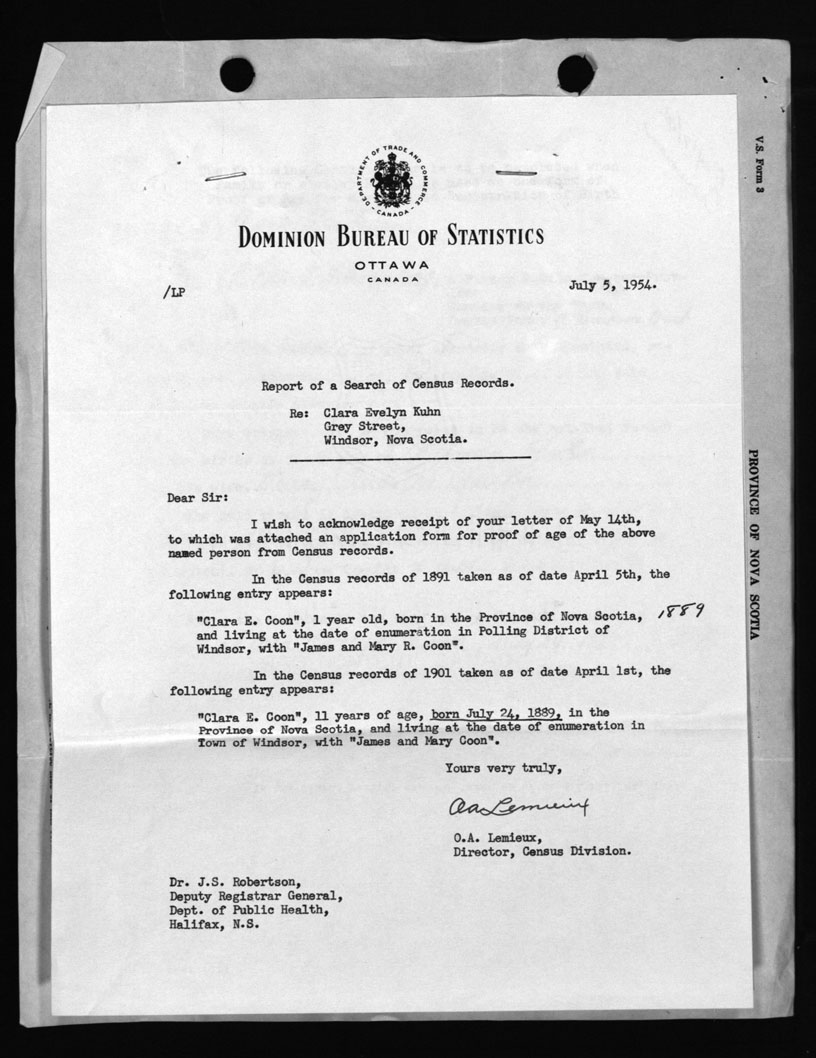 DEPARTMENT OF TRADE AND COMMERCE
- CANADA -
DOMINION BUREAU OF STATISTICS
OTTAWA
CANADA
/LP
July 5, 1954.
Report of a Search of Census Records.
Re: Clara Evelyn Kuhn
Grey Street,
Windsor, Nova Scotia.
Dear Sir:
I wish to acknowledge receipt of your letter of May 14th,
to which was attached an application form for proof of age of the above
named person from Census records.
In the Census records of 1891 taken as of date April 5th, the
following entry appears:
"Clara E. Coon", 1 year old, born in the Province of Nova Scotia, 1889
and living at the date of enumeration in Polling District of
Windsor, with "James and Mary R. Coon".
In the Census records of 1901 taken as of date April 1st, the
following entry appears:
"Clara E. Coon", 11 years of age, born July 24, 1889, in the
Province of Nova Scotia, and living at the date of enumeration in
Town of Windsor, with "James and Mary Coon".
Yours very truly,
OALemieux
O.A. Lemieux,
Director, Census Division.
Dr. J.S. Robertson,
Deputy Registrar General,
Dept. of Public Health,
Halifax, N.S.
V.S. Form 3
PROVINCE OF NOVA SCOTIA